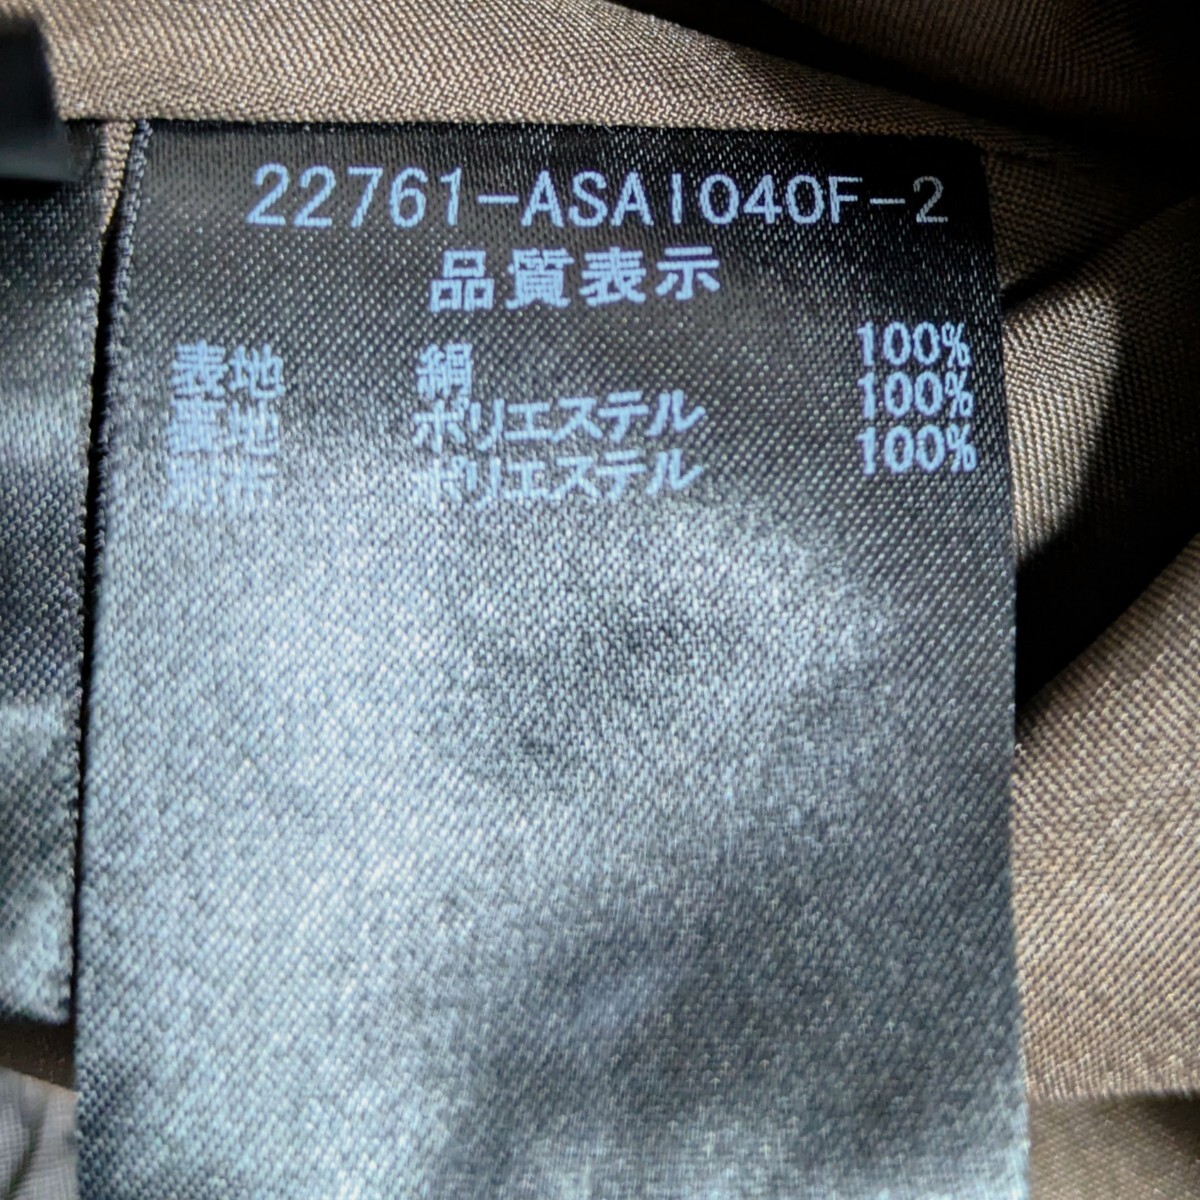 22761-ASAI040F-2
品質表示
表地 絹 100%
裏地 ポリエステル 100%
別布 ポリエステル 100%